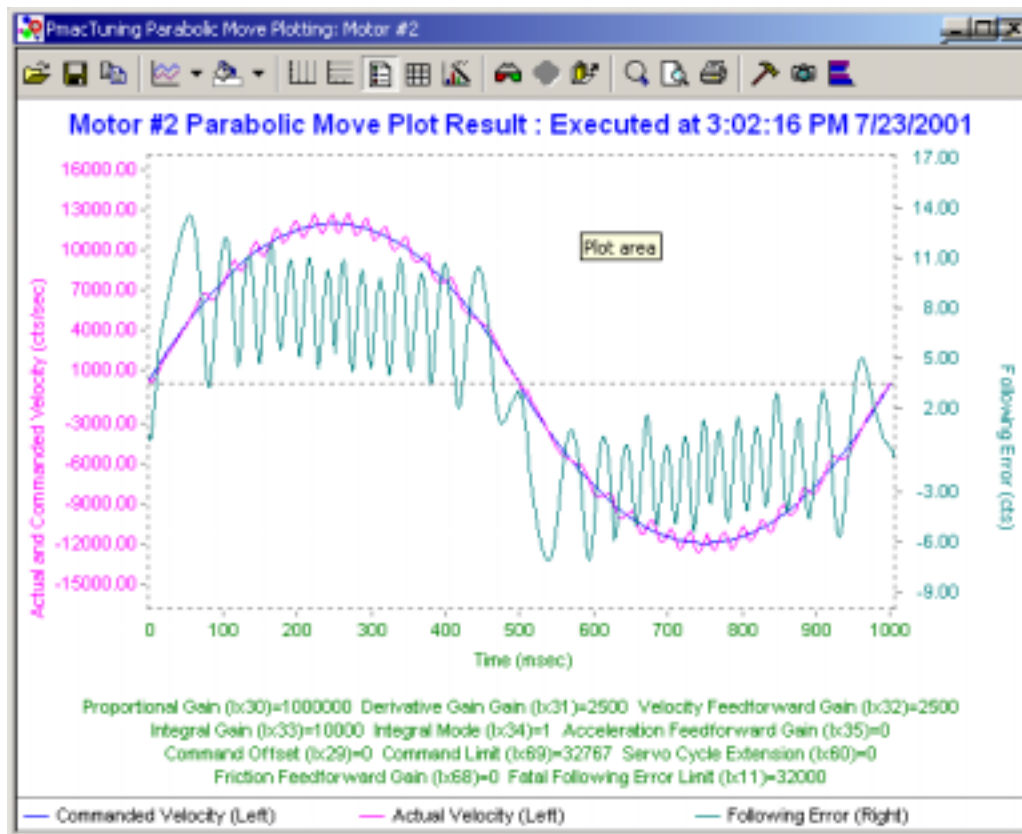 PmacTuning Parabolic Move Plotting: Motor #2
Motor #2 Parabolic Move Plot Result : Executed at 3:02:16 PM 7/23/2001
16000.00
13000.00
10000.00
7000.00
4000.00
1000.00
-3000.00
-6000.00
-9000.00
-12000.00
-15000.00
Actual and Commanded Velocity (cts/sec)
Plot area
17.00
14.00
11.00
8.00
5.00
2.00
-3.00
-6.00
-9.00
Following Error (cts)
0 100 200 300 400 500 600 700 800 900 1000
Time (msec)
Proportional Gain (Ix30)=1000000 Derivative Gain Gain (Ix31)=2500 Velocity Feedforward Gain (Ix32)=2500
Integral Gain (Ix33)=10000 Integral Mode (Ix34)=1 Acceleration Feedforward Gain (Ix35)=0
Command Offset (Ix29)=0 Command Limit (Ix69)=32767 Servo Cycle Extension (Ix60)=0
Friction Feedforward Gain (Ix68)=0 Fatal Following Error Limit (Ix11)=32000
Commanded Velocity (Left) Actual Velocity (Left) Following Error (Right)